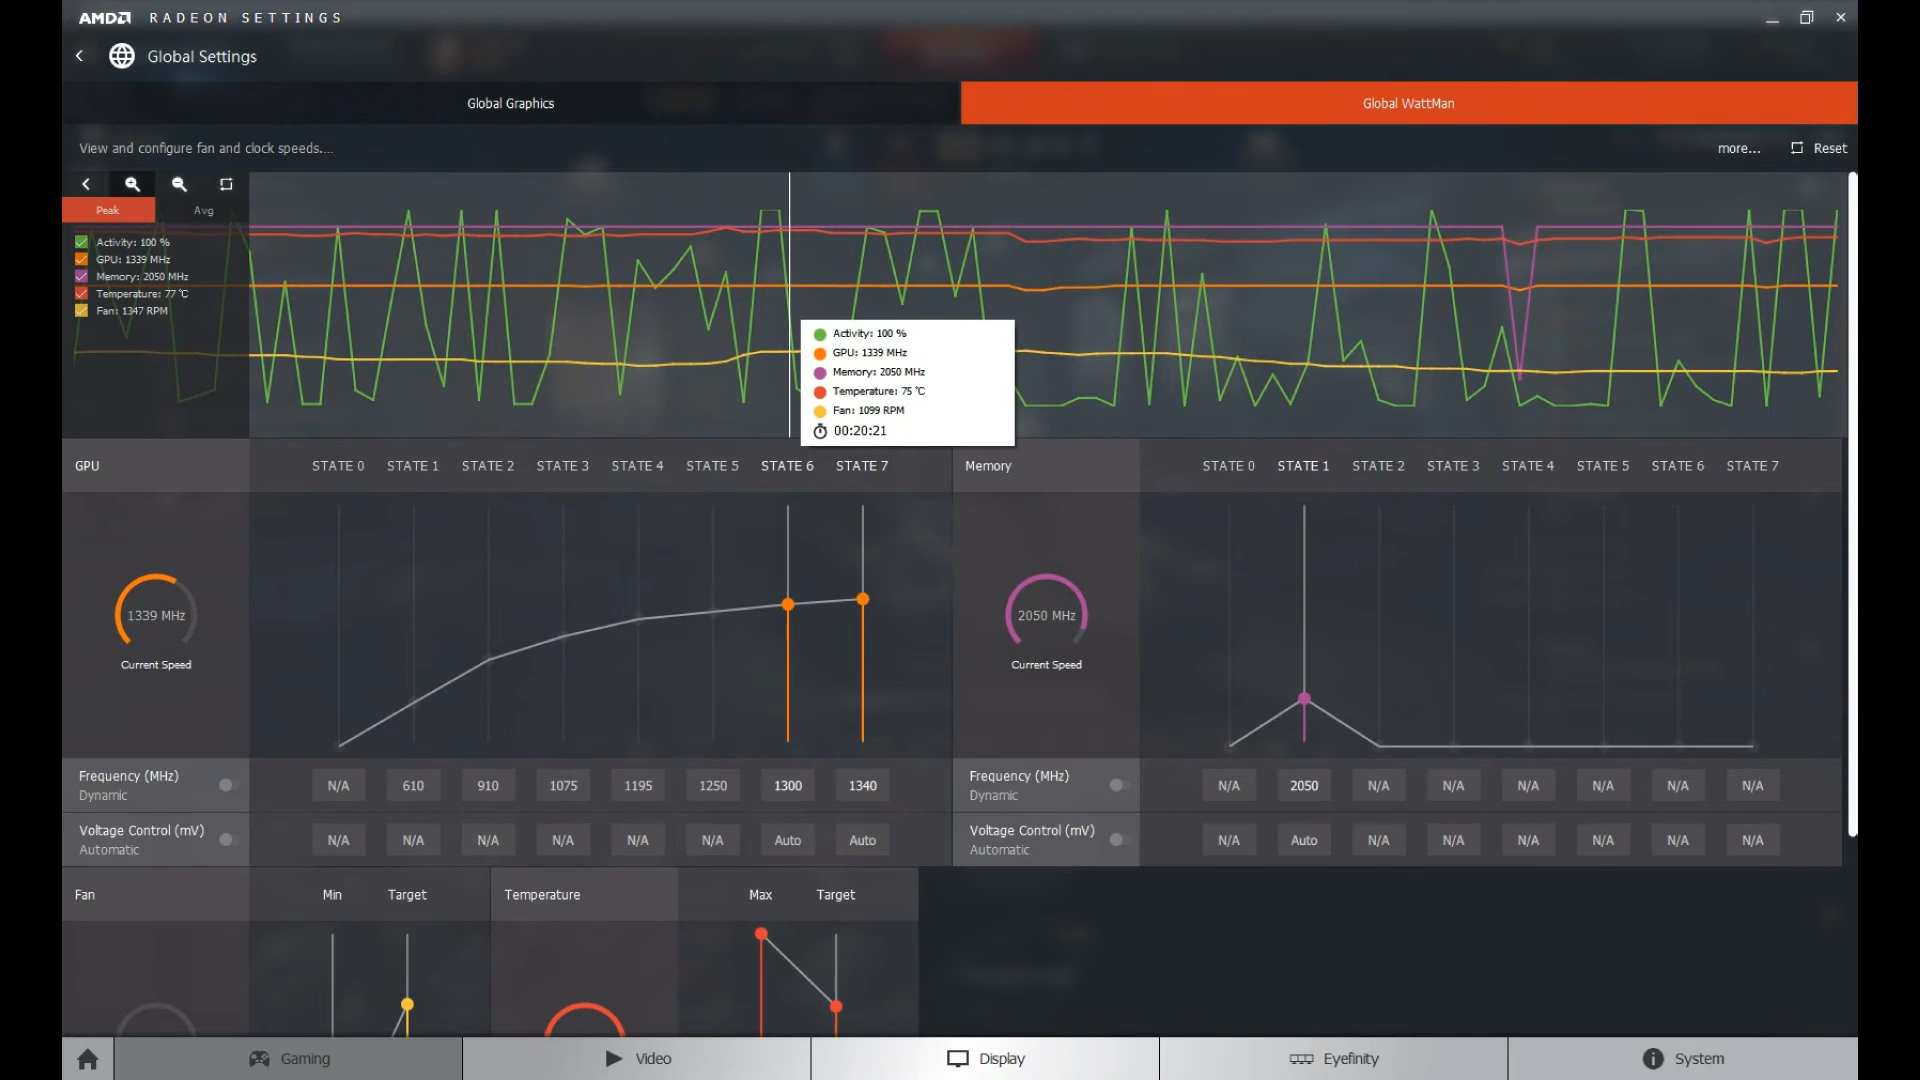 AMD RADEON SETTINGS
Global Settings
Global Graphics
Global WattMan
View and configure fan and clock speeds....
more...
Reset
Peak
Avg
Activity: 100 %
GPU: 1339 MHz
Memory: 2050 MHz
Temperature: 77 °C
Fan: 1347 RPM
Activity: 100 %
GPU: 1339 MHz
Memory: 2050 MHz
Temperature: 75 °C
Fan: 1099 RPM
00:20:21
GPU STATE 0 STATE 1 STATE 2 STATE 3 STATE 4 STATE 5 STATE 6 STATE 7
1339 MHz
Current Speed
Frequency (MHz) N/A 610 910 1075 1195 1250 1300 1340
Dynamic
Voltage Control (mV) N/A N/A N/A N/A N/A N/A Auto Auto
Automatic
Memory STATE 0 STATE 1 STATE 2 STATE 3 STATE 4 STATE 5 STATE 6 STATE 7
2050 MHz
Current Speed
Frequency (MHz) N/A 2050 N/A N/A N/A N/A N/A N/A
Dynamic
Voltage Control (mV) N/A Auto N/A N/A N/A N/A N/A N/A
Automatic
Fan Min Target
Temperature Max Target
Gaming
Video
Display
Eyefinity
System